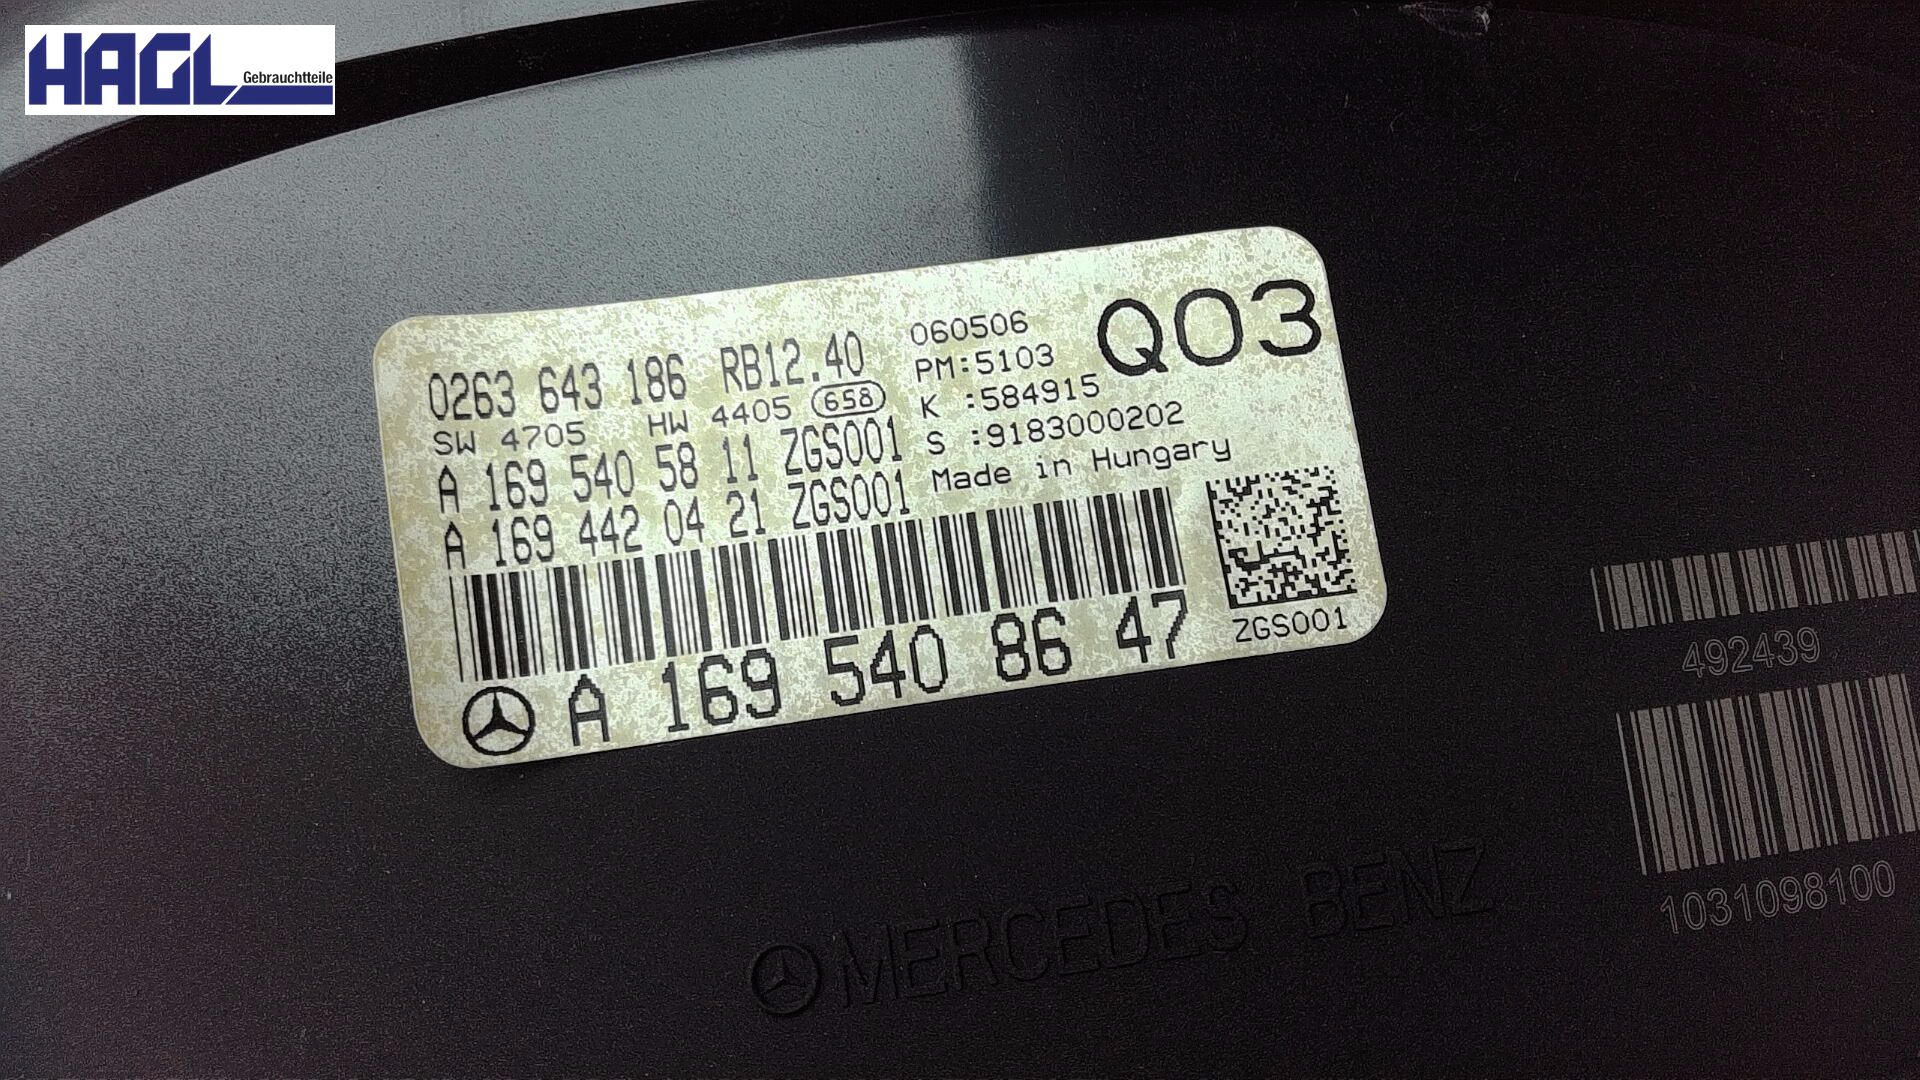 HAGL
Gebrauchtteile
0263 643 186 RB12.40
SW 4705 HW 4405 658
A 169 540 58 11 ZGS001
A 169 442 04 21 ZGS001
060506
PM:5103
K :584915
S :9183000202
Made in Hungary
Q03
ZGS001
A 169 540 86 47
492439
1031098100
MERCEDES BENZ